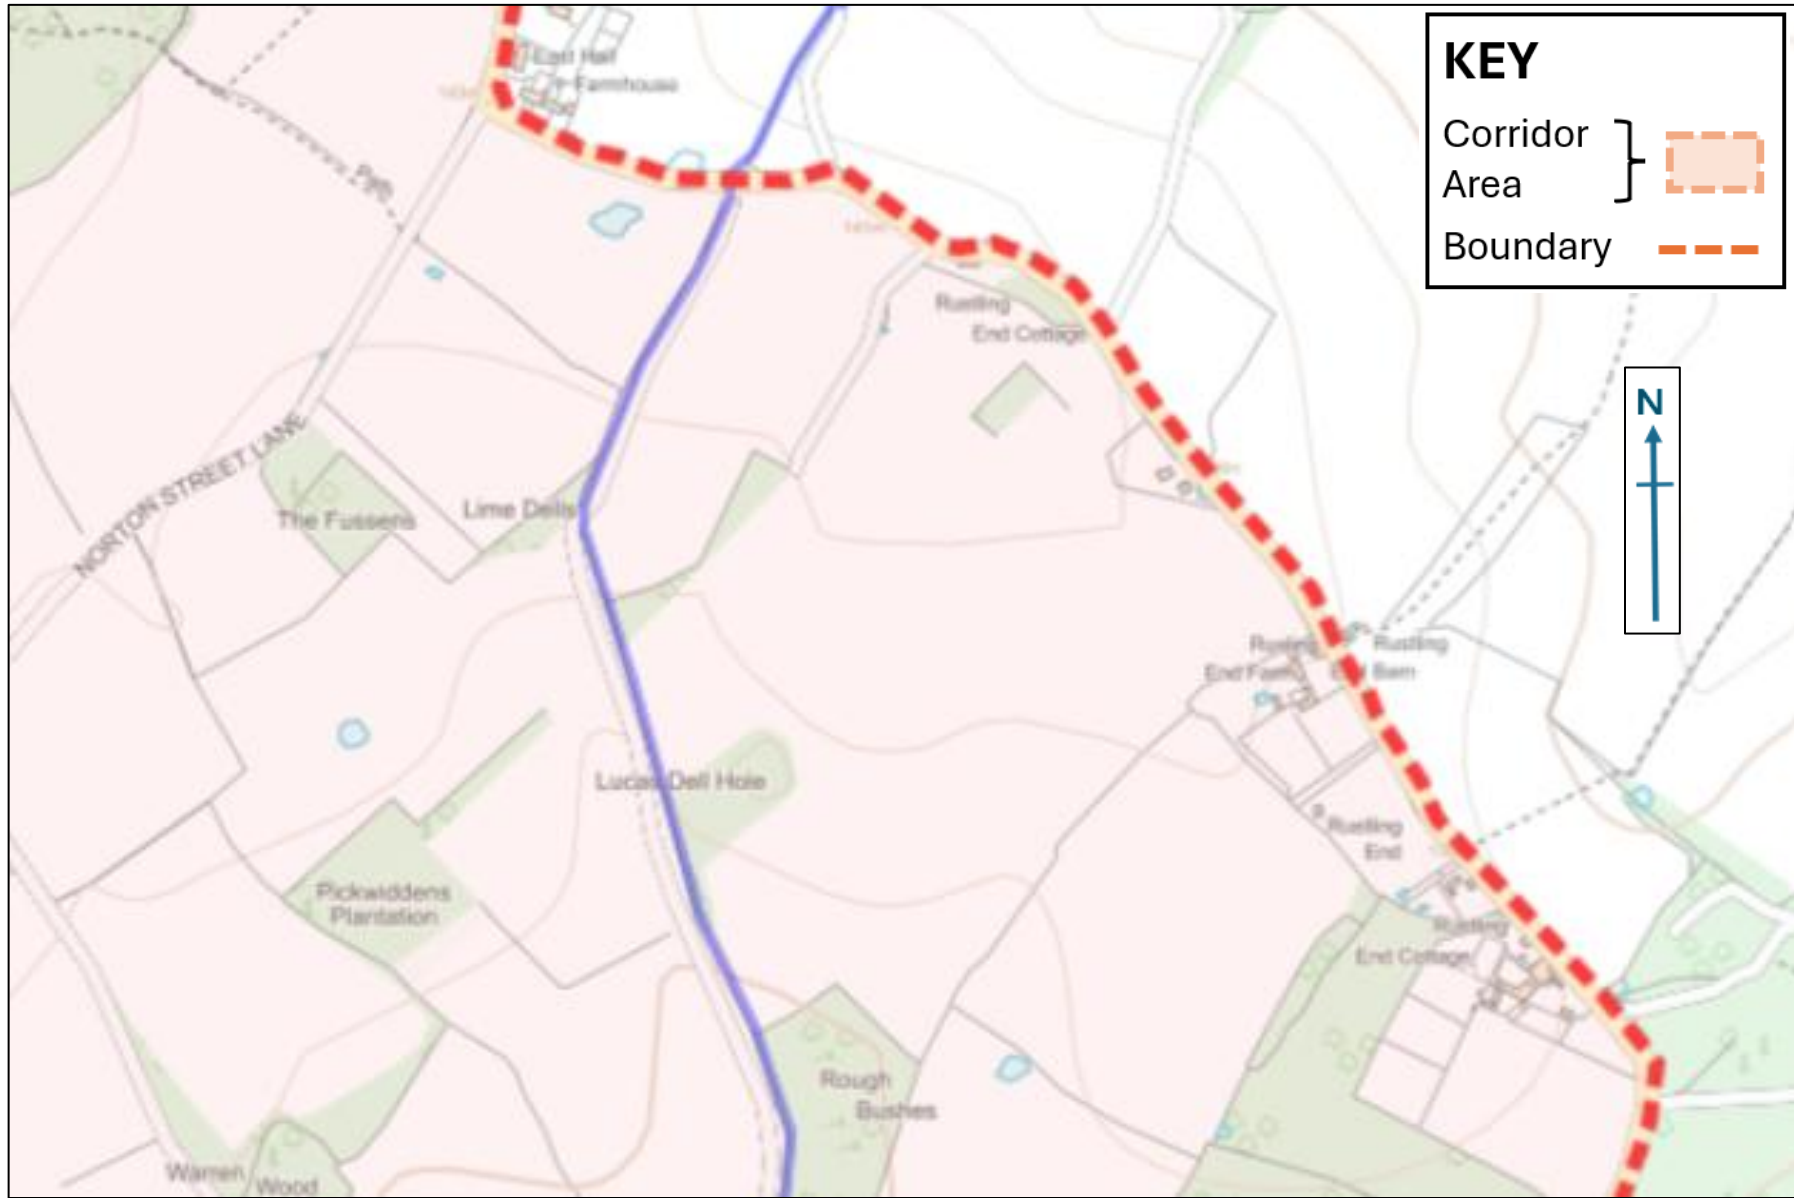 KEY
Corridor
Area
Boundary
N
East Hall
Farmhouse
Path
Rustling
End Cottage
NORTON STREET LANE
The Fussens
Lime Dells
Rustling
End Farm
Rustling
End Barn
Lucas Dell Hole
Rustling
End
Pickwiddens
Plantation
Rustling
End Cottage
Rough
Bushes
Warren
Wood